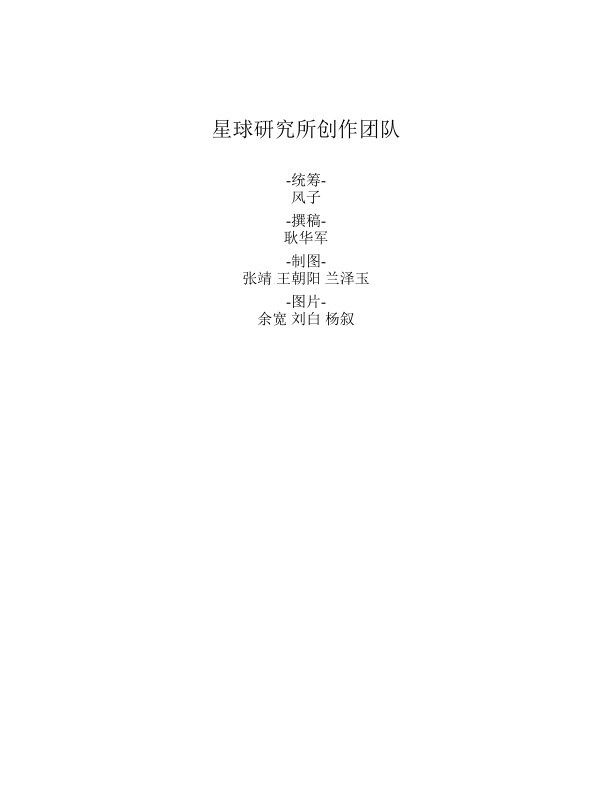 星球研究所创作团队
-统筹-
风子
-撰稿-
耿华军
-制图-
张靖 王朝阳 兰泽玉
-图片-
余宽 刘白 杨叙